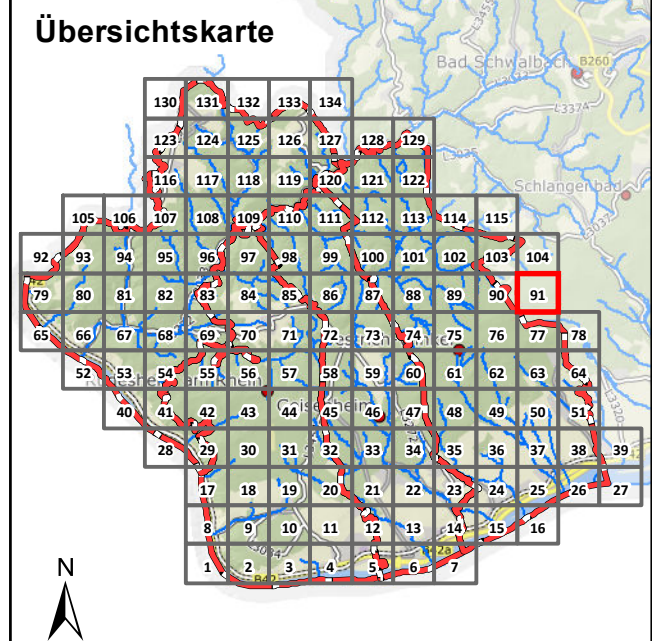 Übersichtskarte
Bad Schwalbach
B260
L3374
L3035
Schlangenbad
L3037
130 131 132 133 134
123 124 125 126 127 128 129
116 117 118 119 120 121 122
105 106 107 108 109 110 111 112 113 114 115
92 93 94 95 96 97 98 99 100 101 102 103 104
79 80 81 82 83 84 85 86 87 88 89 90 91
65 66 67 68 69 70 71 72 73 74 75 76 77 78
52 53 54 55 56 57 58 59 60 61 62 63 64
40 41 42 43 44 45 46 47 48 49 50 51
L3320
28 29 30 31 32 33 34 35 36 37 38 39
17 18 19 20 21 22 23 24 25 26 27
8 9 10 11 12 13 14 15 16
B42a
1 2 3 4 5 6 7
B42
N